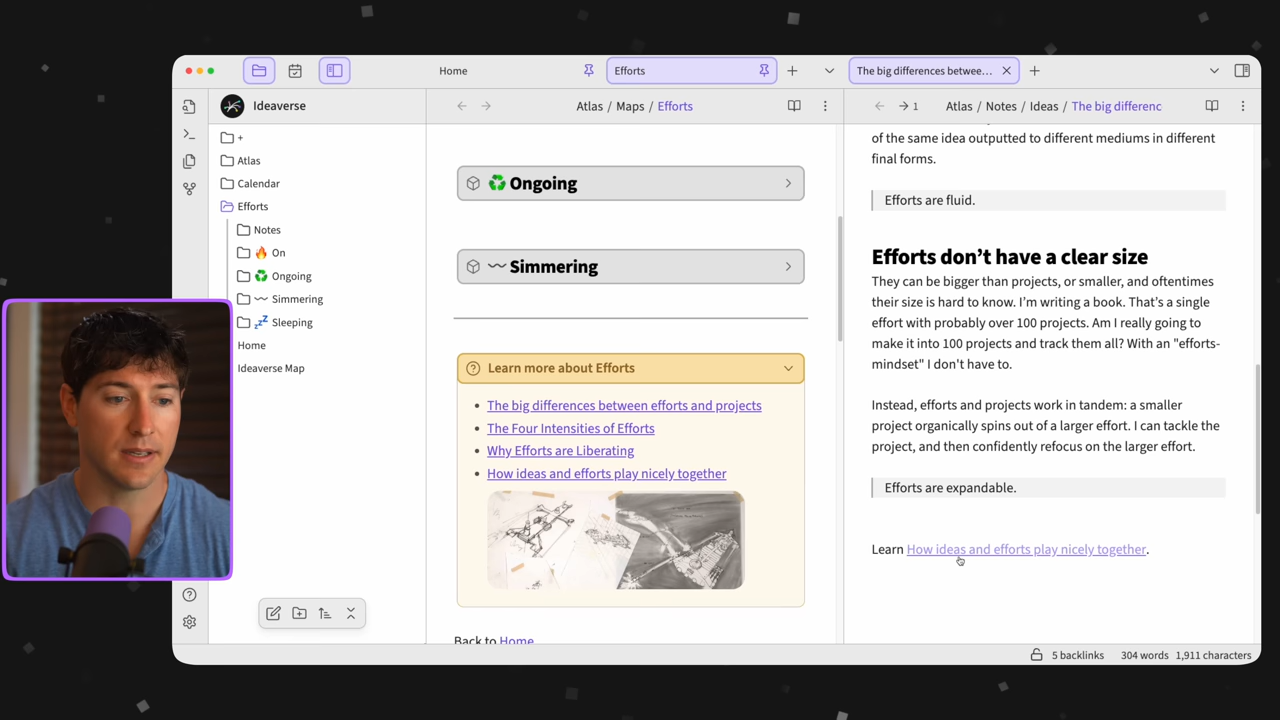 Home
Efforts
The big differences betwee...
Ideaverse
Atlas / Maps / Efforts
1
Atlas / Notes / Ideas / The big differenc
+
Atlas
Calendar
Efforts
Notes
On
Ongoing
Simmering
Sleeping
Home
Ideaverse Map
Ongoing
Simmering
Learn more about Efforts
• The big differences between efforts and projects
• The Four Intensities of Efforts
• Why Efforts are Liberating
• How ideas and efforts play nicely together
Back to Home
of the same idea outputted to different mediums in different
final forms.
Efforts are fluid.
Efforts don’t have a clear size
They can be bigger than projects, or smaller, and oftentimes
their size is hard to know. I’m writing a book. That’s a single
effort with probably over 100 projects. Am I really going to
make it into 100 projects and track them all? With an "efforts-
mindset" I don't have to.
Instead, efforts and projects work in tandem: a smaller
project organically spins out of a larger effort. I can tackle the
project, and then confidently refocus on the larger effort.
Efforts are expandable.
Learn How ideas and efforts play nicely together.
5 backlinks 304 words 1,911 characters